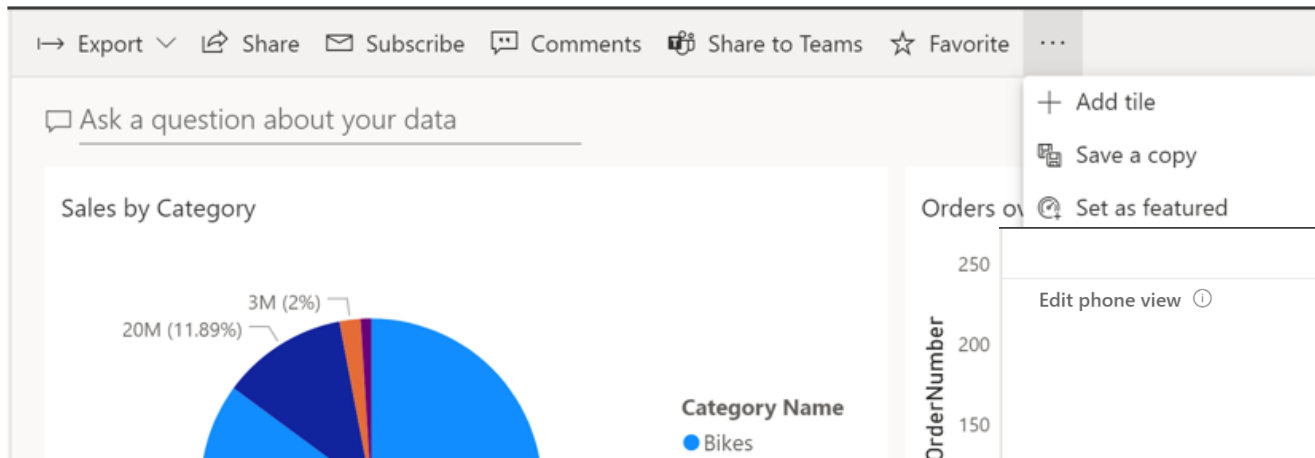 Export Share Subscribe Comments Share to Teams Favorite ...
Add tile
Ask a question about your data
Save a copy
Sales by Category
Orders ov
Set as featured
250
Edit phone view
3M (2%)
20M (11.89%)
200
OrderNumber
Category Name
150
Bikes